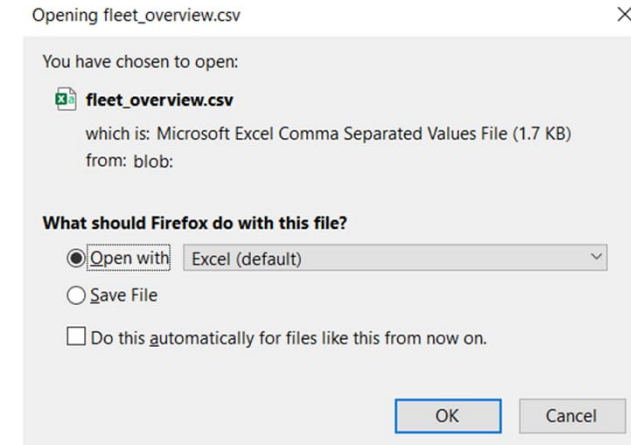 Opening fleet_overview.csv
You have chosen to open:
fleet_overview.csv
which is: Microsoft Excel Comma Separated Values File (1.7 KB)
from: blob:
What should Firefox do with this file?
Open with Excel (default)
Save File
Do this automatically for files like this from now on.
OK Cancel